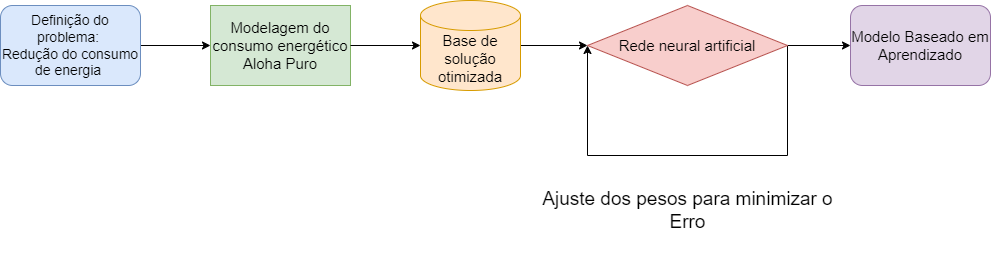 Definição do
problema:
Redução do consumo
de energia
Modelagem do
consumo energético
Aloha Puro
Base de
solução
otimizada
Rede neural artificial
Modelo Baseado em
Aprendizado
Ajuste dos pesos para minimizar o
Erro